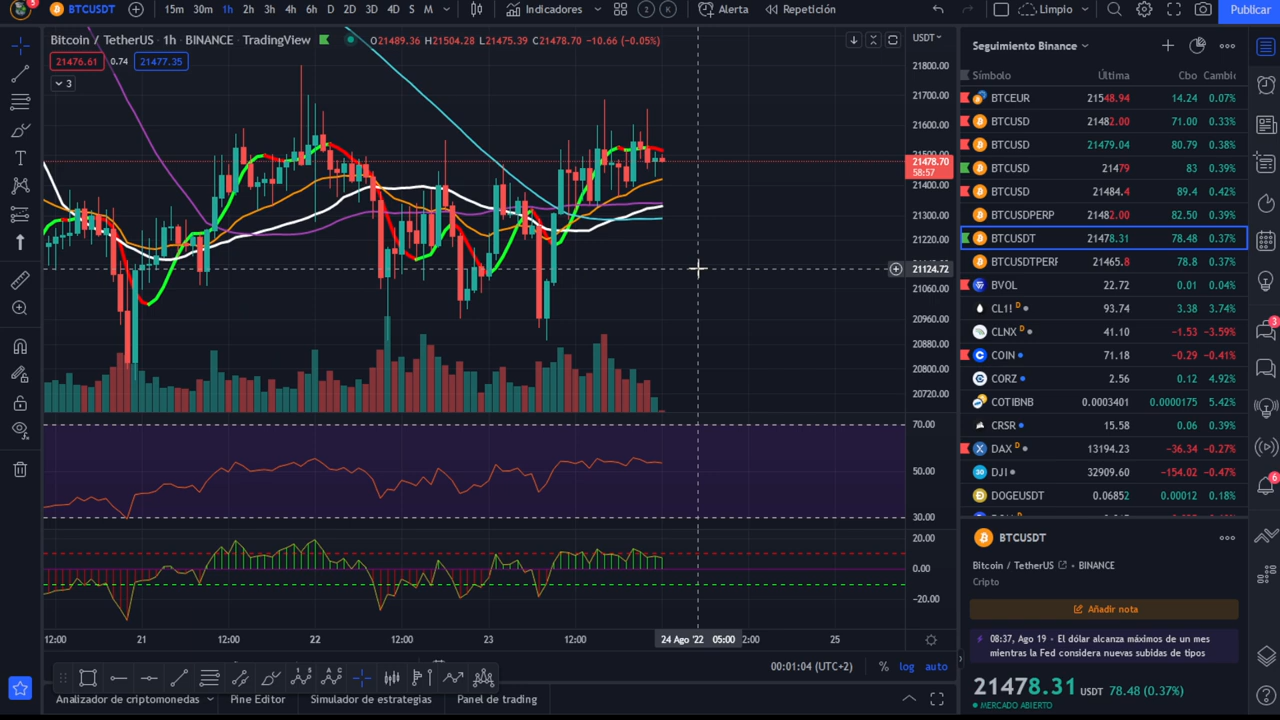 5
BTCUSDT
15m 30m 1h 2h 3h 4h 6h D 2D 3D 4D 5D S M
Indicadores
2
K
Alerta
Repetición
Limpio
Publicar
Bitcoin / TetherUS · 1h · BINANCE · TradingView
O21489.36 H21504.28 L21475.39 C21478.70 −10.66 (−0.05%)
21476.61 0.74 21477.35
3
USDT
21800.00
21700.00
21600.00
21478.70
58:57
21400.00
21300.00
21220.00
21124.72
21060.00
20960.00
20880.00
20800.00
20720.00
70.00
50.00
30.00
20.00
0.00
−20.00
12:00 21 12:00 22 12:00 23 12:00 24 Ago '22 05:00 2:00 25
00:01:04 (UTC+2)
% log auto
Analizador de criptomonedas Pine Editor Simulador de estrategias Panel de trading
Seguimiento Binance
Símbolo Última Cbo
BTCEUR 21548.94 14.24 0.07%
BTCUSD 21482.00 71.00 0.33%
BTCUSD 21479.04 80.79 0.38%
BTCUSD 21479 83 0.39%
BTCUSD 21484.4 89.4 0.42%
BTCUSDPERP 21482.00 82.50 0.39%
BTCUSDT 21478.31 78.48 0.37%
BTCUSDTPERF 21465.8 78.8 0.37%
BVOL 22.72 0.01 0.04%
CL1! D 93.74 3.38 3.74%
CLNX D 41.10 −1.53 −3.59%
COIN 71.18 −0.29 −0.41%
CORZ 2.56 0.12 4.92%
COTIBNB 0.0003401 0.0000175 5.42%
CRSR 15.58 0.06 0.39%
DAX D 13194.23 −36.34 −0.27%
DJI 32909.60 −154.02 −0.47%
DOGEUSDT 0.06852 0.00012 0.18%
BTCUSDT
Bitcoin / TetherUS · BINANCE
Cripto
Añadir nota
08:37, Ago 19 • El dólar alcanza máximos de un mes
mientras la Fed considera nuevas subidas de tipos
21478.31 USDT 78.48 (0.37%)
MERCADO ABIERTO
3
6